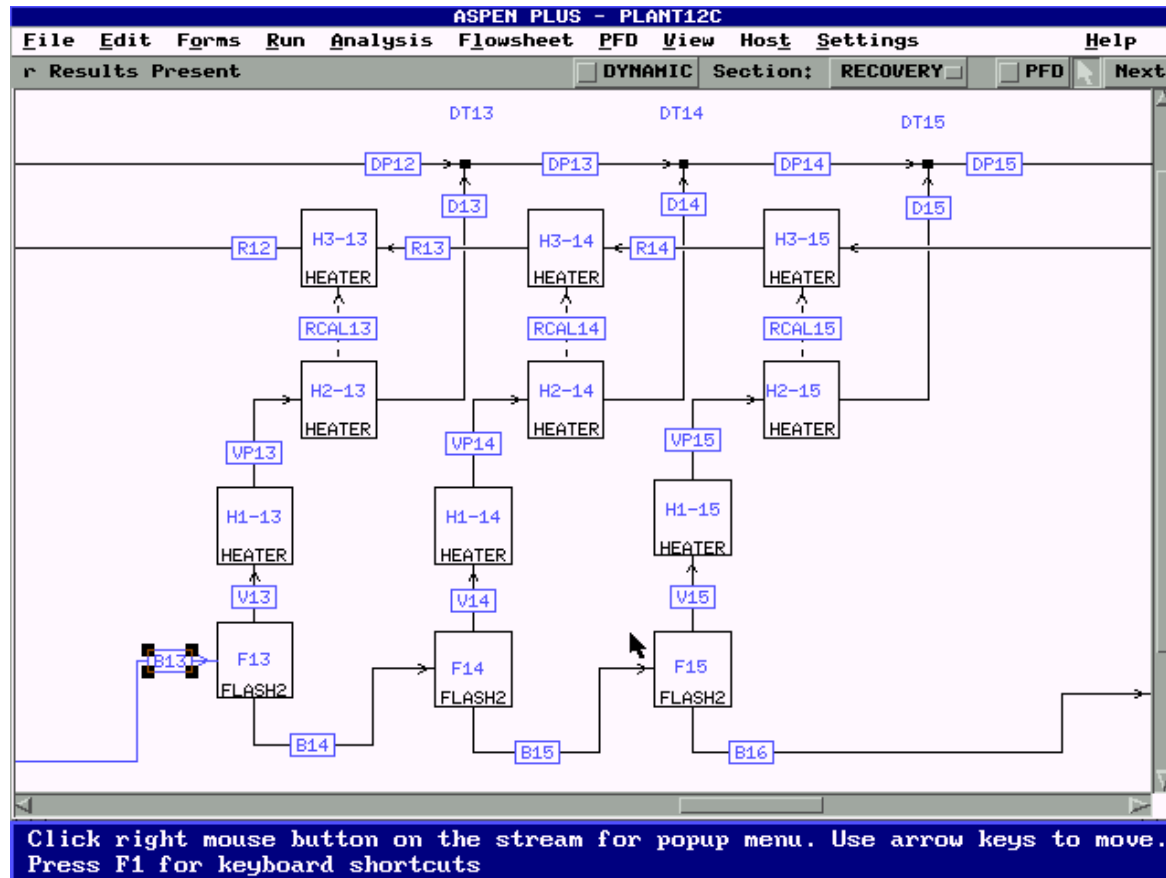 ASPEN PLUS - PLANT12C
File Edit Forms Run Analysis Flowsheet PFD View Host Settings Help
r Results Present DYNAMIC Section: RECOVERY PFD Next
DT13 DT14 DT15
DP12 DP13 DP14 DP15
D13 D14 D15
R12 H3-13 R13 H3-14 R14 H3-15
HEATER HEATER HEATER
RCAL13 RCAL14 RCAL15
H2-13 H2-14 H2-15
HEATER HEATER HEATER
VP13 VP14 VP15
H1-13 H1-14 H1-15
HEATER HEATER HEATER
V13 V14 V15
B13 F13 F14 F15
FLASH2 FLASH2 FLASH2
B14 B15 B16
Click right mouse button on the stream for popup menu. Use arrow keys to move.
Press F1 for keyboard shortcuts